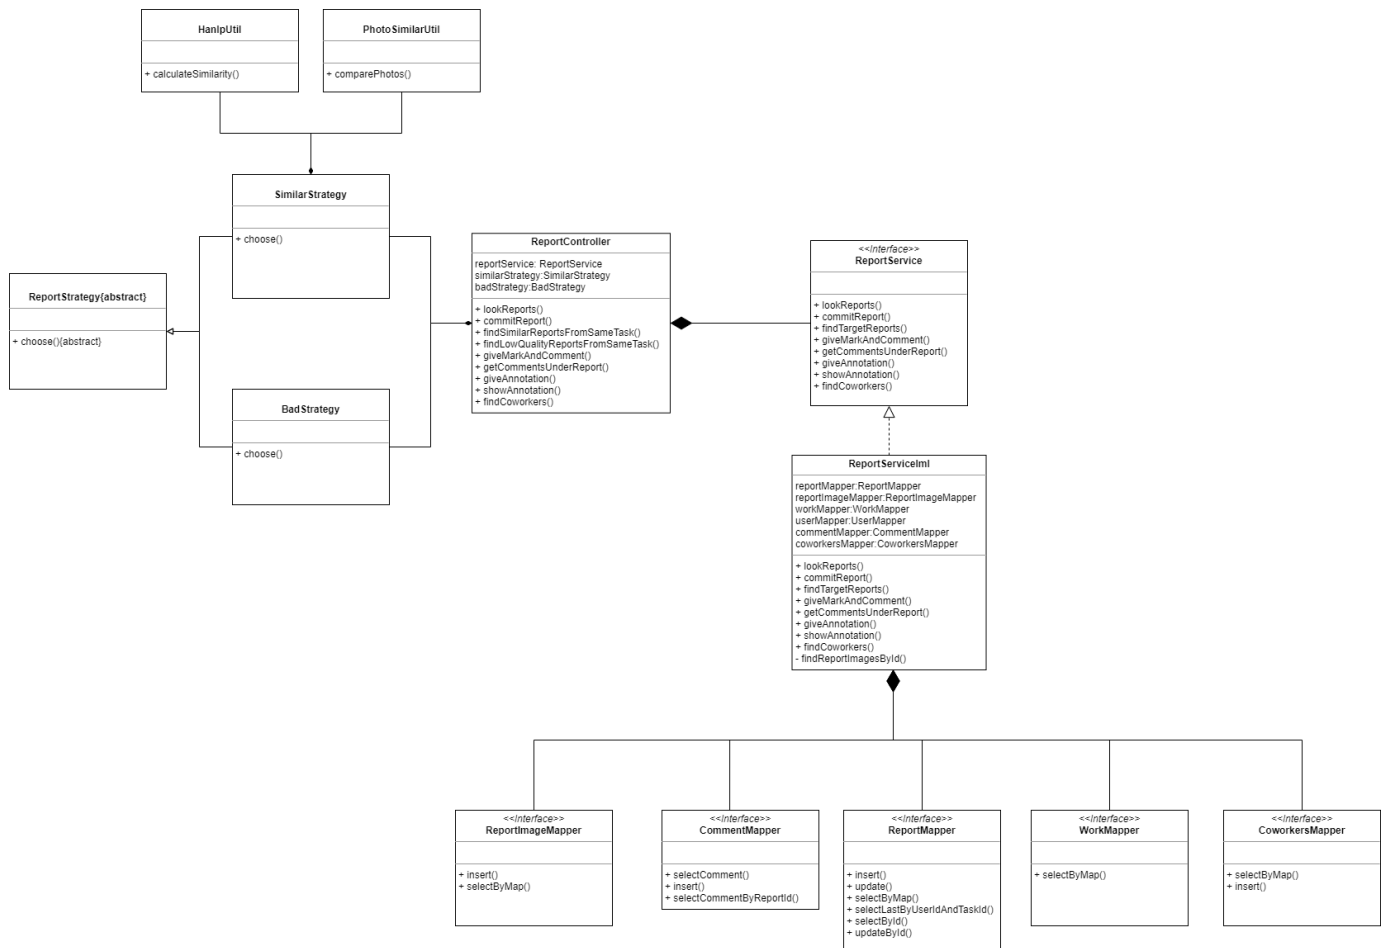 HanlpUtil
+ calculateSimilarity()
PhotoSimilarUtil
+ comparePhotos()
SimilarStrategy
+ choose()
ReportStrategy{abstract}
+ choose(){abstract}
BadStrategy
+ choose()
ReportController
reportService: ReportService
similarStrategy:SimilarStrategy
badStrategy:BadStrategy
+ lookReports()
+ commitReport()
+ findSimilarReportsFromSameTask()
+ findLowQualityReportsFromSameTask()
+ giveMarkAndComment()
+ getCommentsUnderReport()
+ giveAnnotation()
+ showAnnotation()
+ findCoworkers()
<<Interface>>
ReportService
+ lookReports()
+ commitReport()
+ findTargetReports()
+ giveMarkAndComment()
+ getCommentsUnderReport()
+ giveAnnotation()
+ showAnnotation()
+ findCoworkers()
ReportServiceIml
reportMapper:ReportMapper
reportImageMapper:ReportImageMapper
workMapper:WorkMapper
userMapper:UserMapper
commentMapper:CommentMapper
coworkersMapper:CoworkersMapper
+ lookReports()
+ commitReport()
+ findTargetReports()
+ giveMarkAndComment()
+ getCommentsUnderReport()
+ giveAnnotation()
+ showAnnotation()
+ findCoworkers()
- findReportImagesById()
<<Interface>>
ReportImageMapper
+ insert()
+ selectByMap()
<<Interface>>
CommentMapper
+ selectComment()
+ insert()
+ selectCommentByReportId()
<<Interface>>
ReportMapper
+ insert()
+ update()
+ selectByMap()
+ selectLastByUserIdAndTaskId()
+ selectById()
+ updateById()
<<Interface>>
WorkMapper
+ selectByMap()
<<Interface>>
CoworkersMapper
+ selectByMap()
+ insert()